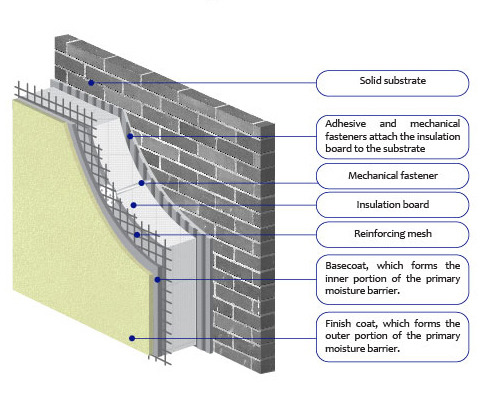 Solid substrate
Adhesive and mechanical
fasteners attach the insulation
board to the substrate
Mechanical fastener
Insulation board
Reinforcing mesh
Basecoat, which forms the
inner portion of the primary
moisture barrier.
Finish coat, which forms the
outer portion of the primary
moisture barrier.